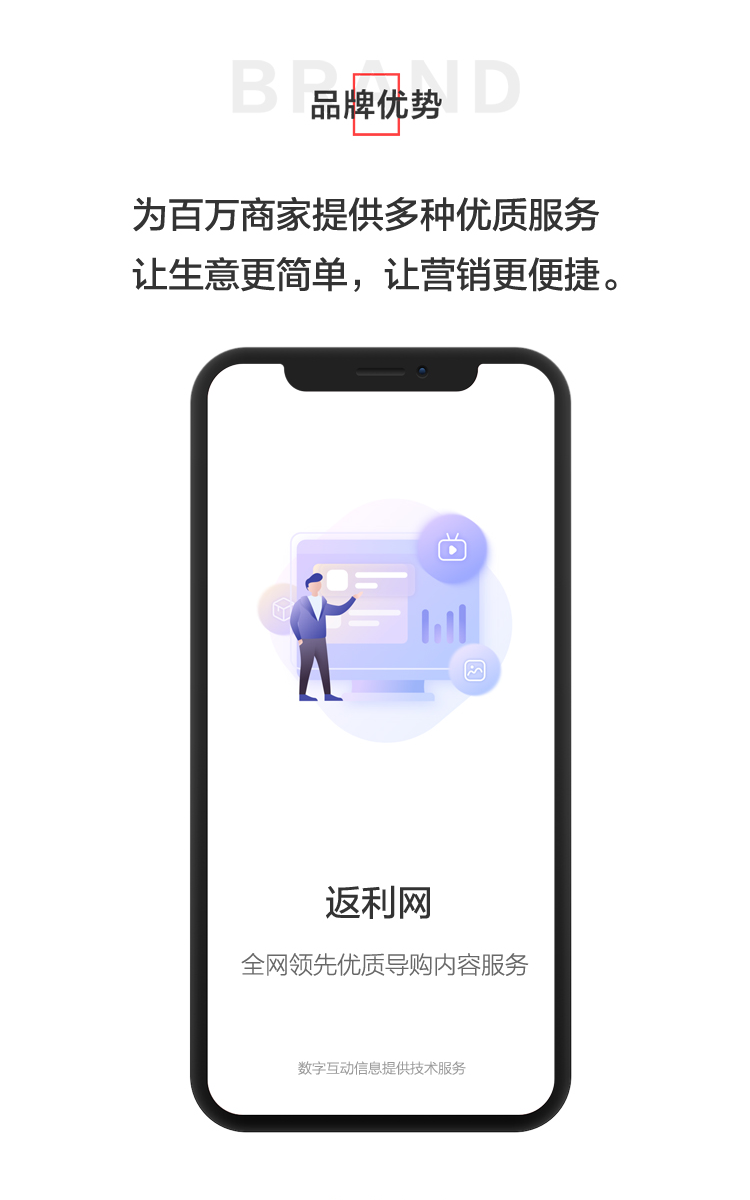 BRAND
品牌优势
为百万商家提供多种优质服务
让生意更简单，让营销更便捷。
返利网
全网领先优质导购内容服务
数字互动信息提供技术服务